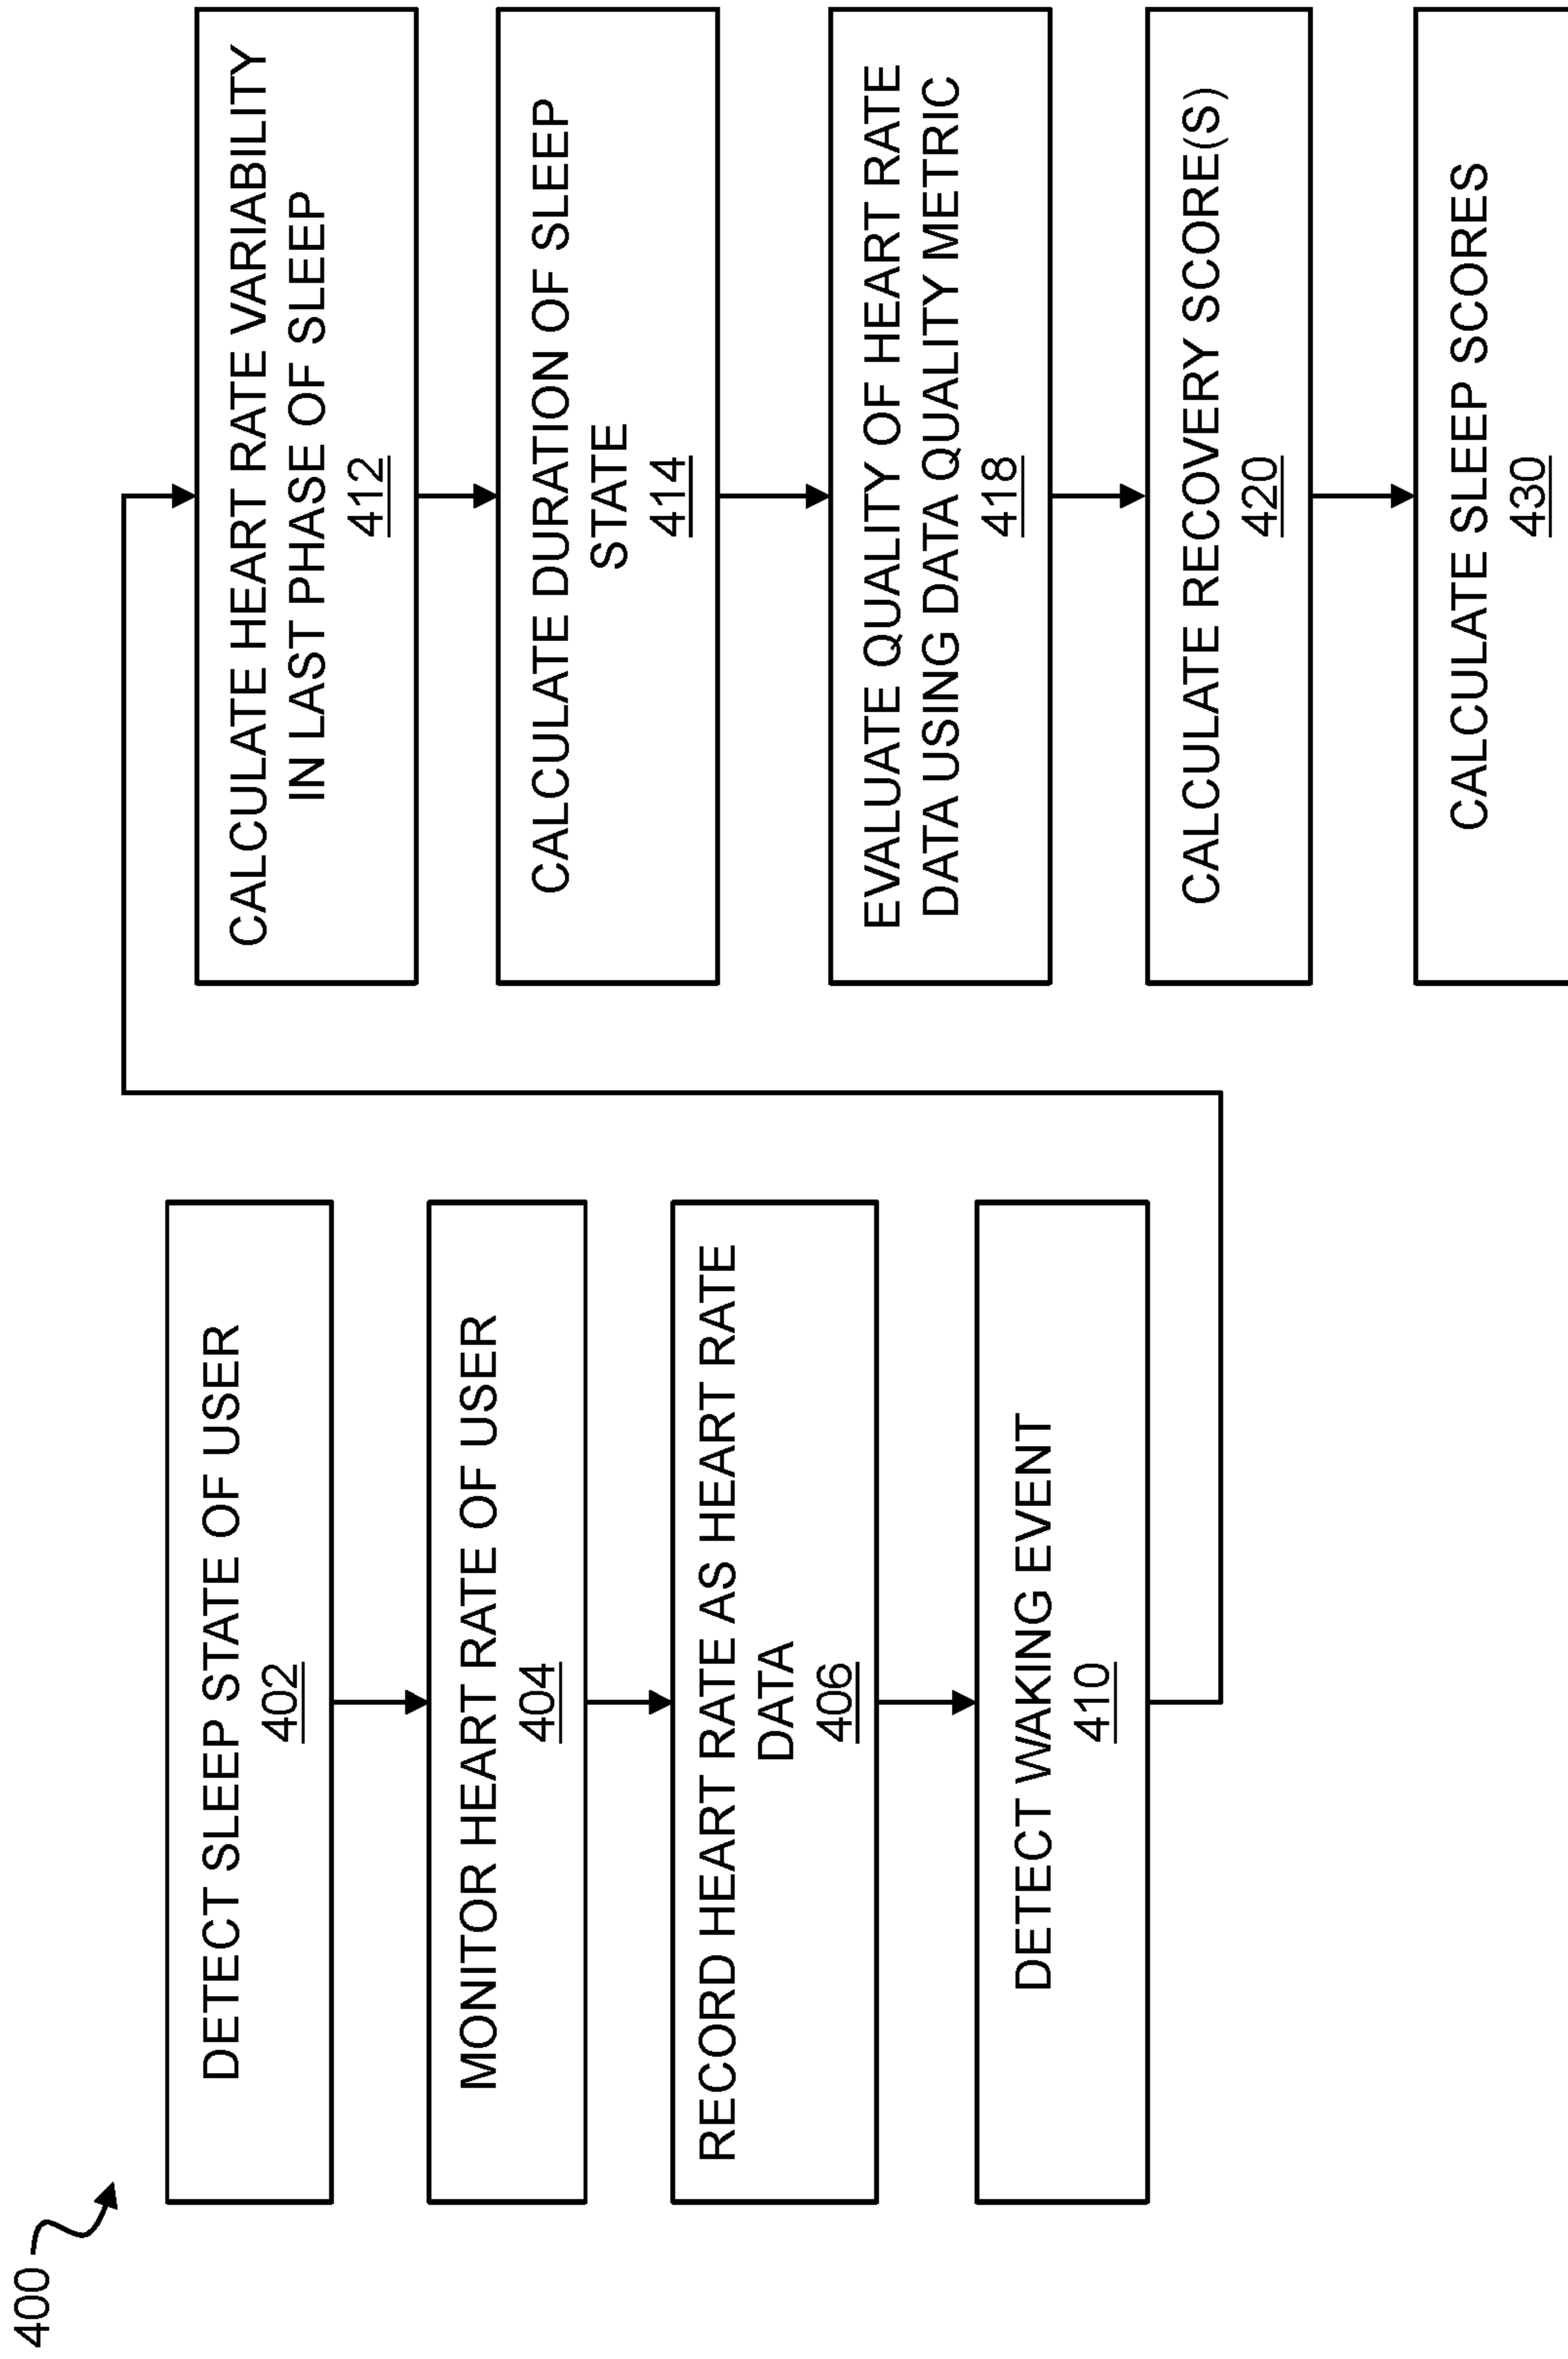 400
DETECT SLEEP STATE OF USER
402
MONITOR HEART RATE OF USER
404
RECORD HEART RATE AS HEART RATE
DATA
406
DETECT WAKING EVENT
410
CALCULATE HEART RATE VARIABILITY
IN LAST PHASE OF SLEEP
412
CALCULATE DURATION OF SLEEP
STATE
414
EVALUATE QUALITY OF HEART RATE
DATA USING DATA QUALITY METRIC
418
CALCULATE RECOVERY SCORE(S)
420
CALCULATE SLEEP SCORES
430